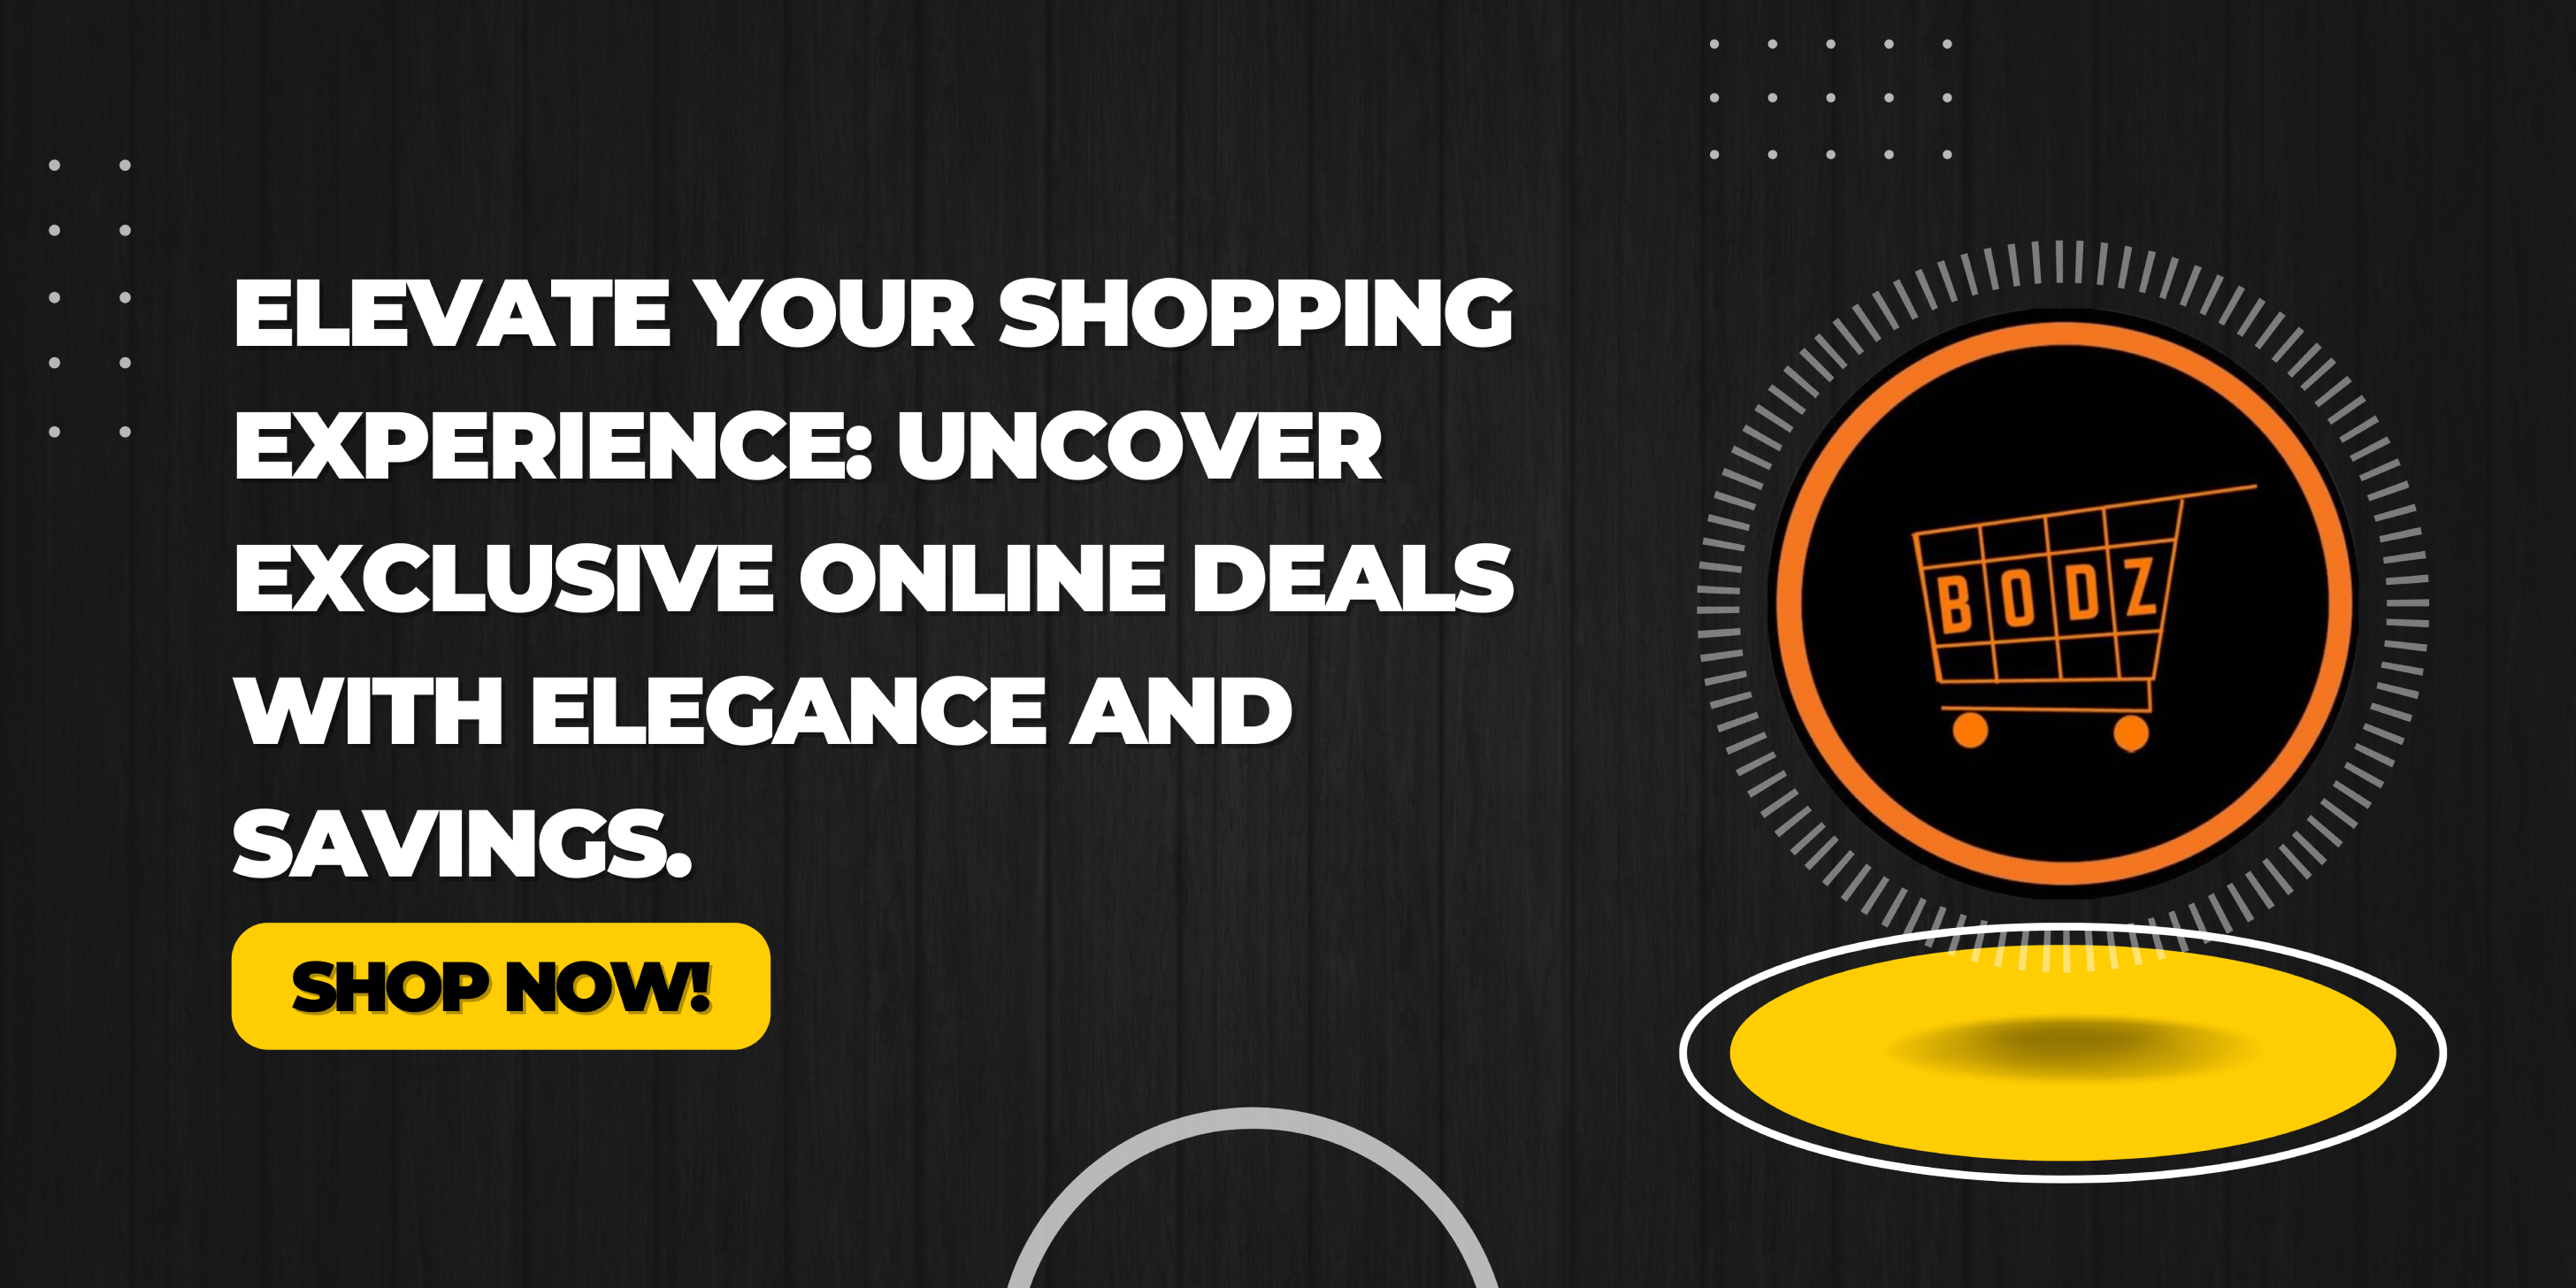 ELEVATE YOUR SHOPPING
EXPERIENCE: UNCOVER
EXCLUSIVE ONLINE DEALS
WITH ELEGANCE AND
SAVINGS.
SHOP NOW!
BODZ